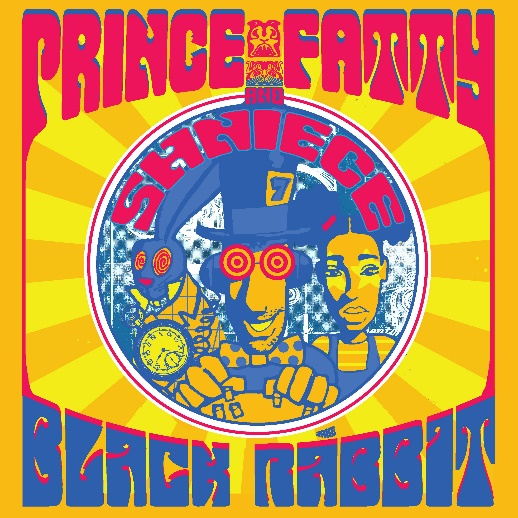 PRINCE FATTY
AND
SHNIECE
7
BLACK RABBIT